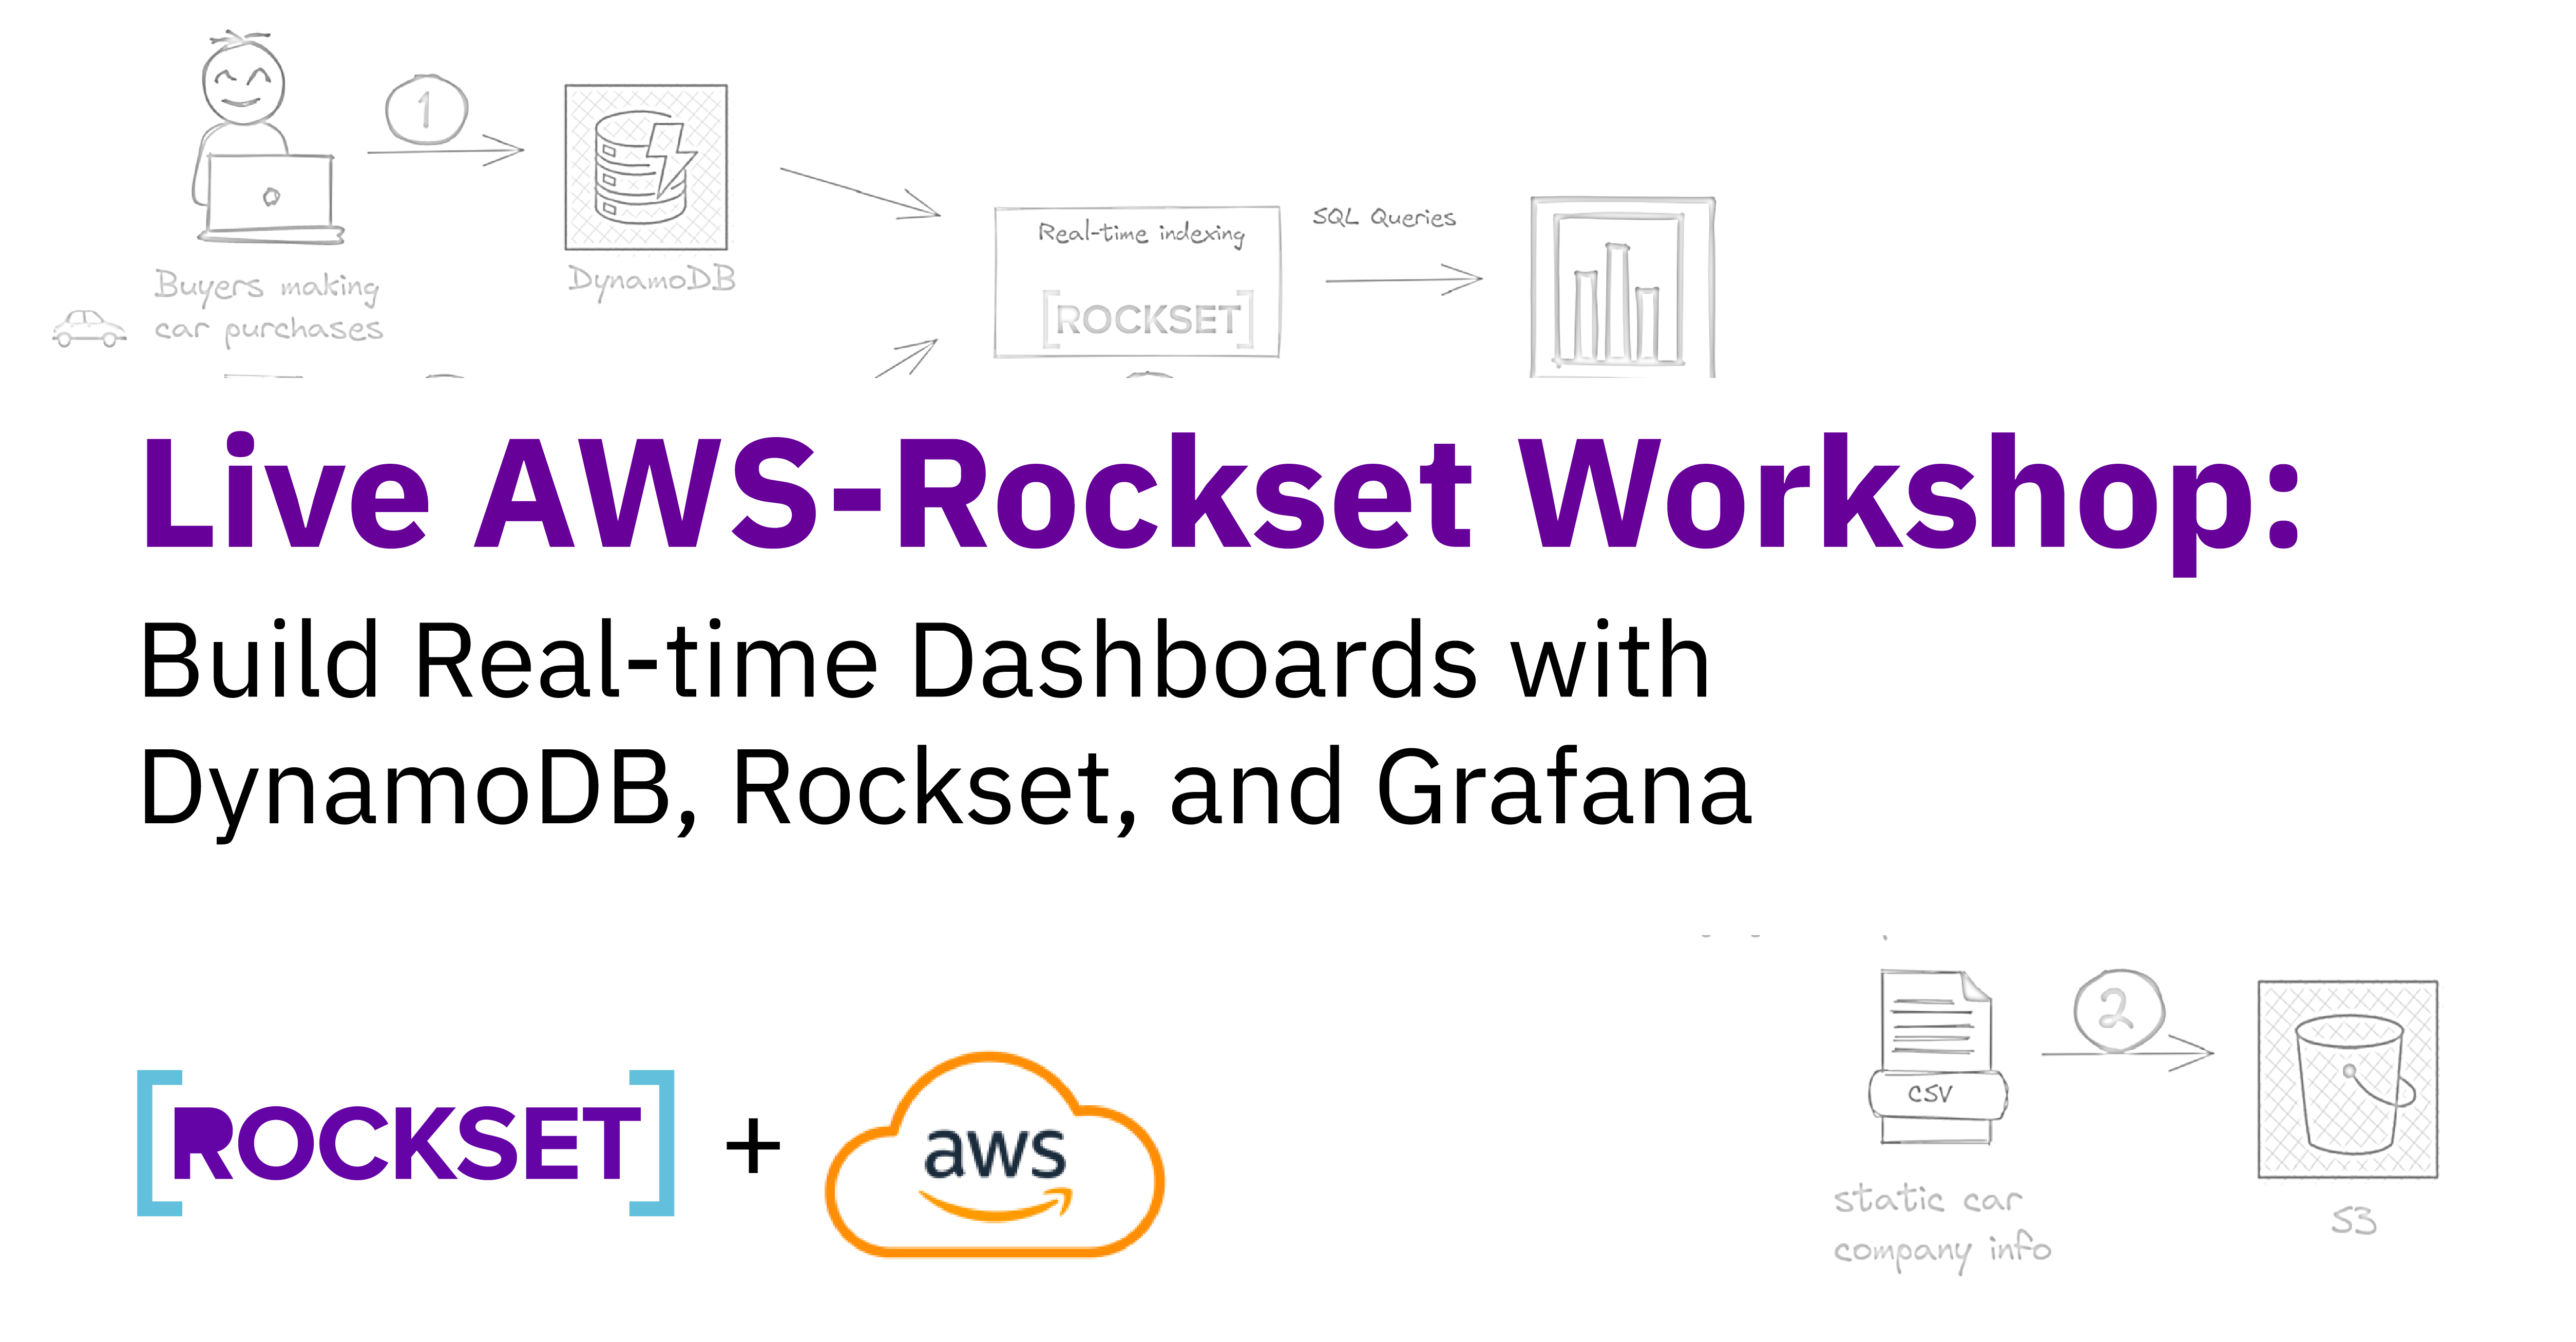 1
Buyers making
car purchases
DynamoDB
Real-time indexing
[ROCKSET]
SQL Queries
Live AWS-Rockset Workshop:
Build Real-time Dashboards with
DynamoDB, Rockset, and Grafana
[ROCKSET] + aws
CSV
2
static car
company info
S3